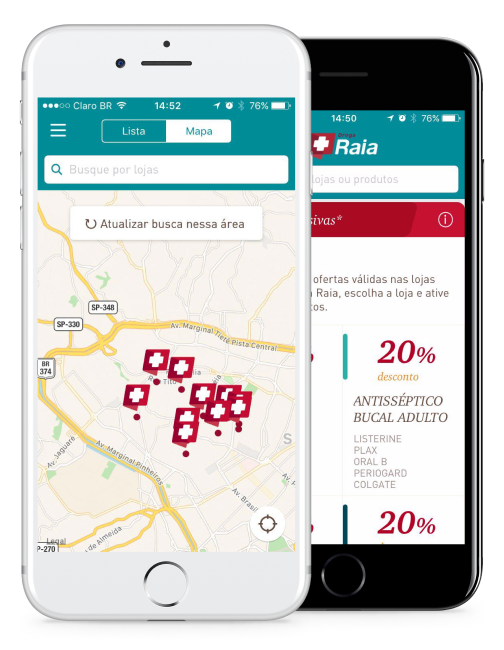 Claro BR
14:52
76%
Lista
Mapa
Busque por lojas
Atualizar busca nessa área
SP-348
SP-330
Av. Marginal Tietê Pista Central
BR
374
Tito
Av. Jaguaré
Av. Marginal Pinheiros
Av. Brasil
Legal
de Almeida
P-270
S
14:50
76%
Droga
Raia
lojas ou produtos
sivas*
ofertas válidas nas lojas
Raia, escolha a loja e ative
os.
20%
desconto
ANTISSÉPTICO
BUCAL ADULTO
LISTERINE
PLAX
ORAL B
PERIOGARD
COLGATE
20%